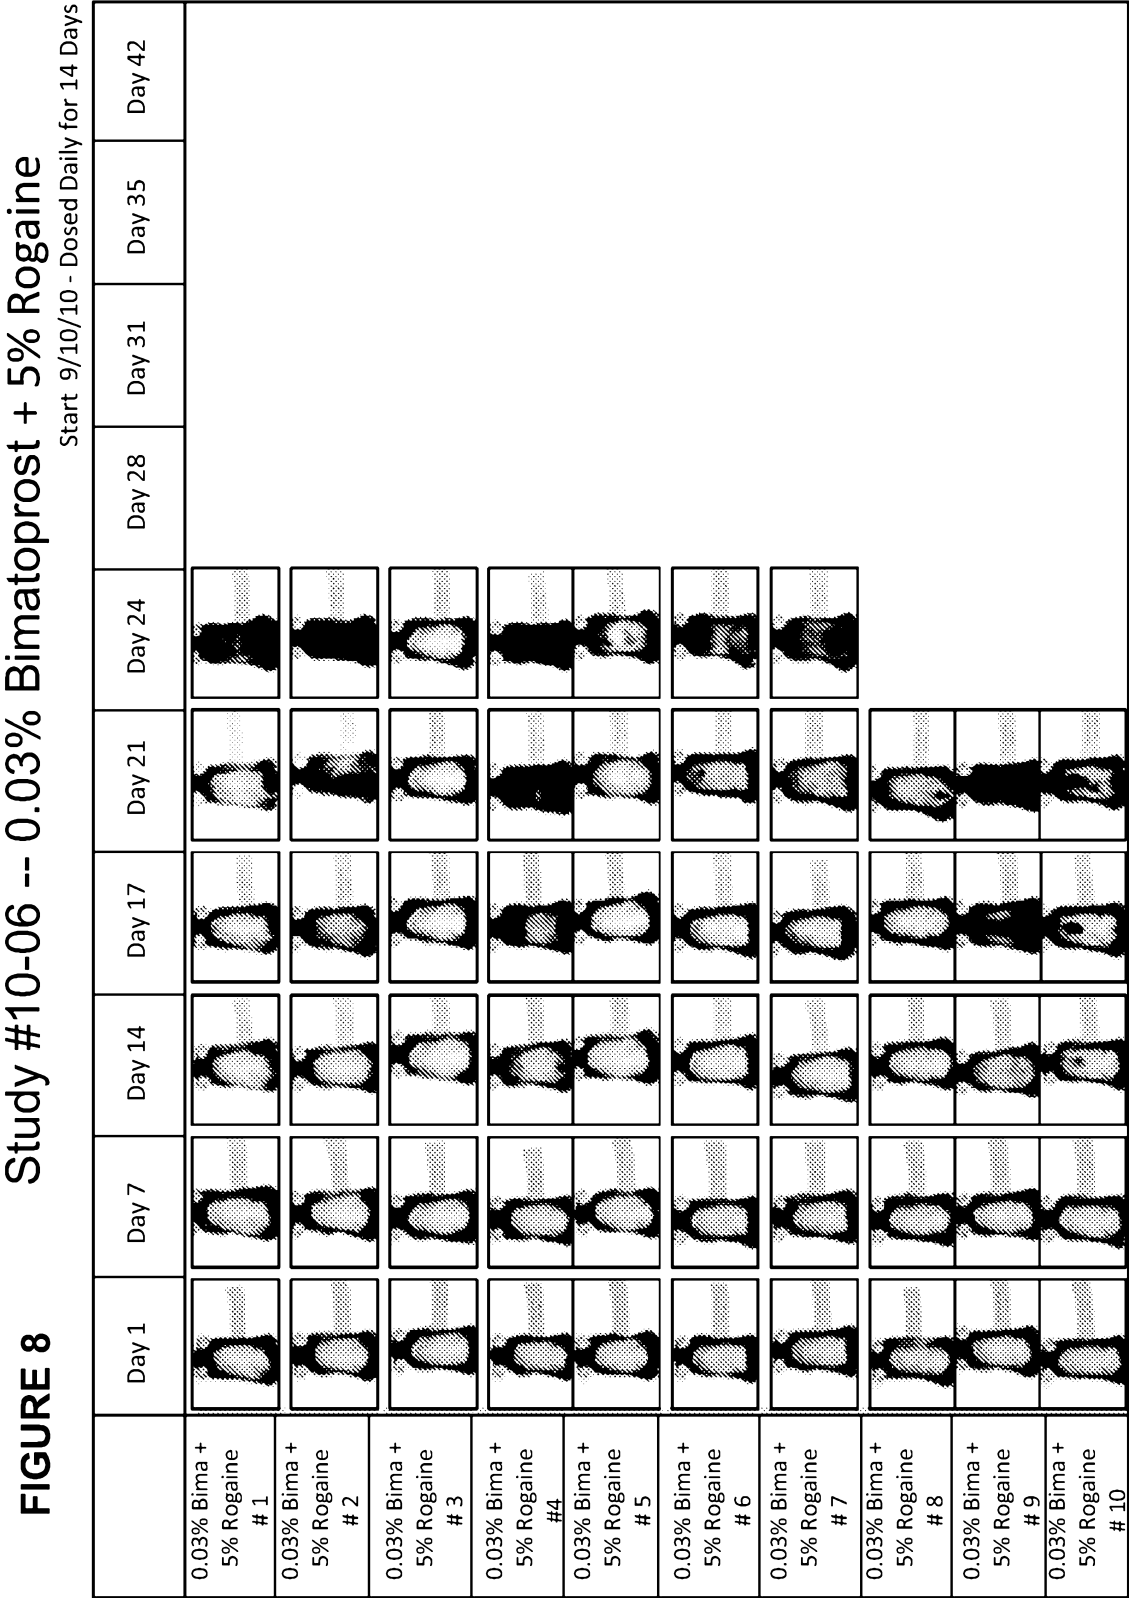 FIGURE 8
Study #10-06 -- 0.03% Bimatoprost + 5% Rogaine
Start 9/10/10 - Dosed Daily for 14 Days
Day 1
Day 7
Day 14
Day 17
Day 21
Day 24
Day 28
Day 31
Day 35
Day 42
0.03% Bima +
5% Rogaine
# 1
0.03% Bima +
5% Rogaine
# 2
0.03% Bima +
5% Rogaine
# 3
0.03% Bima +
5% Rogaine
#4
0.03% Bima +
5% Rogaine
# 5
0.03% Bima +
5% Rogaine
# 6
0.03% Bima +
5% Rogaine
# 7
0.03% Bima +
5% Rogaine
# 8
0.03% Bima +
5% Rogaine
# 9
0.03% Bima +
5% Rogaine
# 10